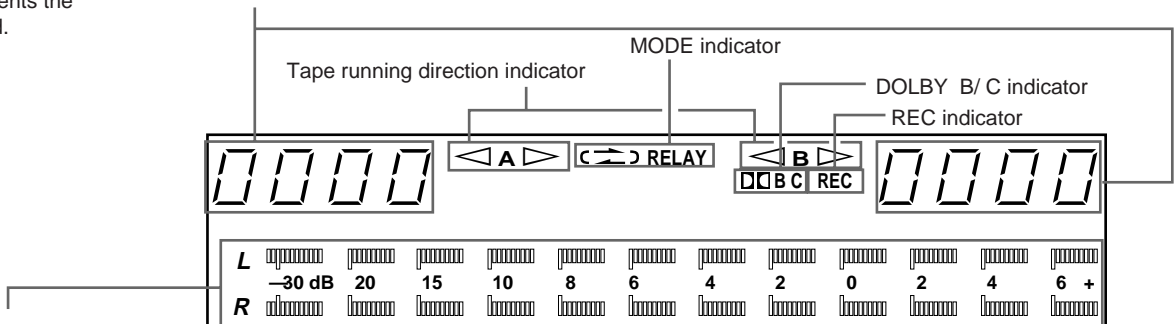 ents the
l.
MODE indicator
Tape running direction indicator
DOLBY B/ C indicator
REC indicator
0000 A RELAY B 0000
B C REC
L
—30 dB 20 15 10 8 6 4 2 0 2 4 6 +
R